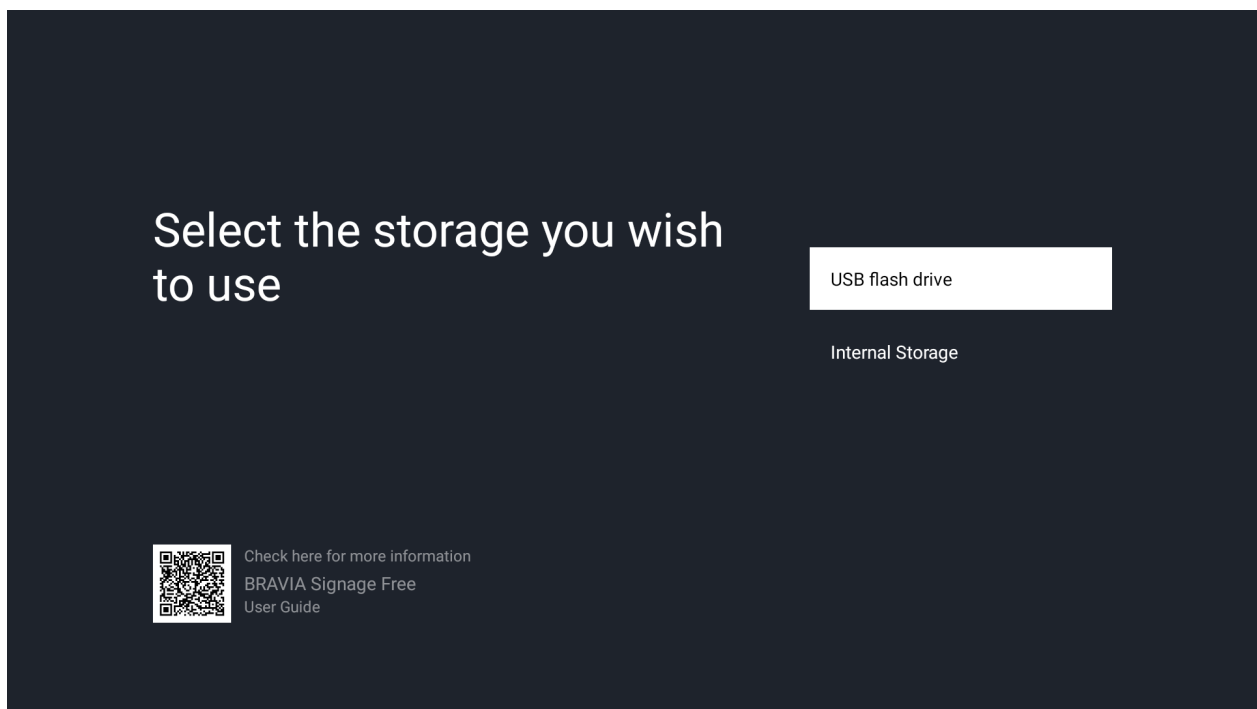 Select the storage you wish
to use
USB flash drive
Internal Storage
Check here for more information
BRAVIA Signage Free
User Guide